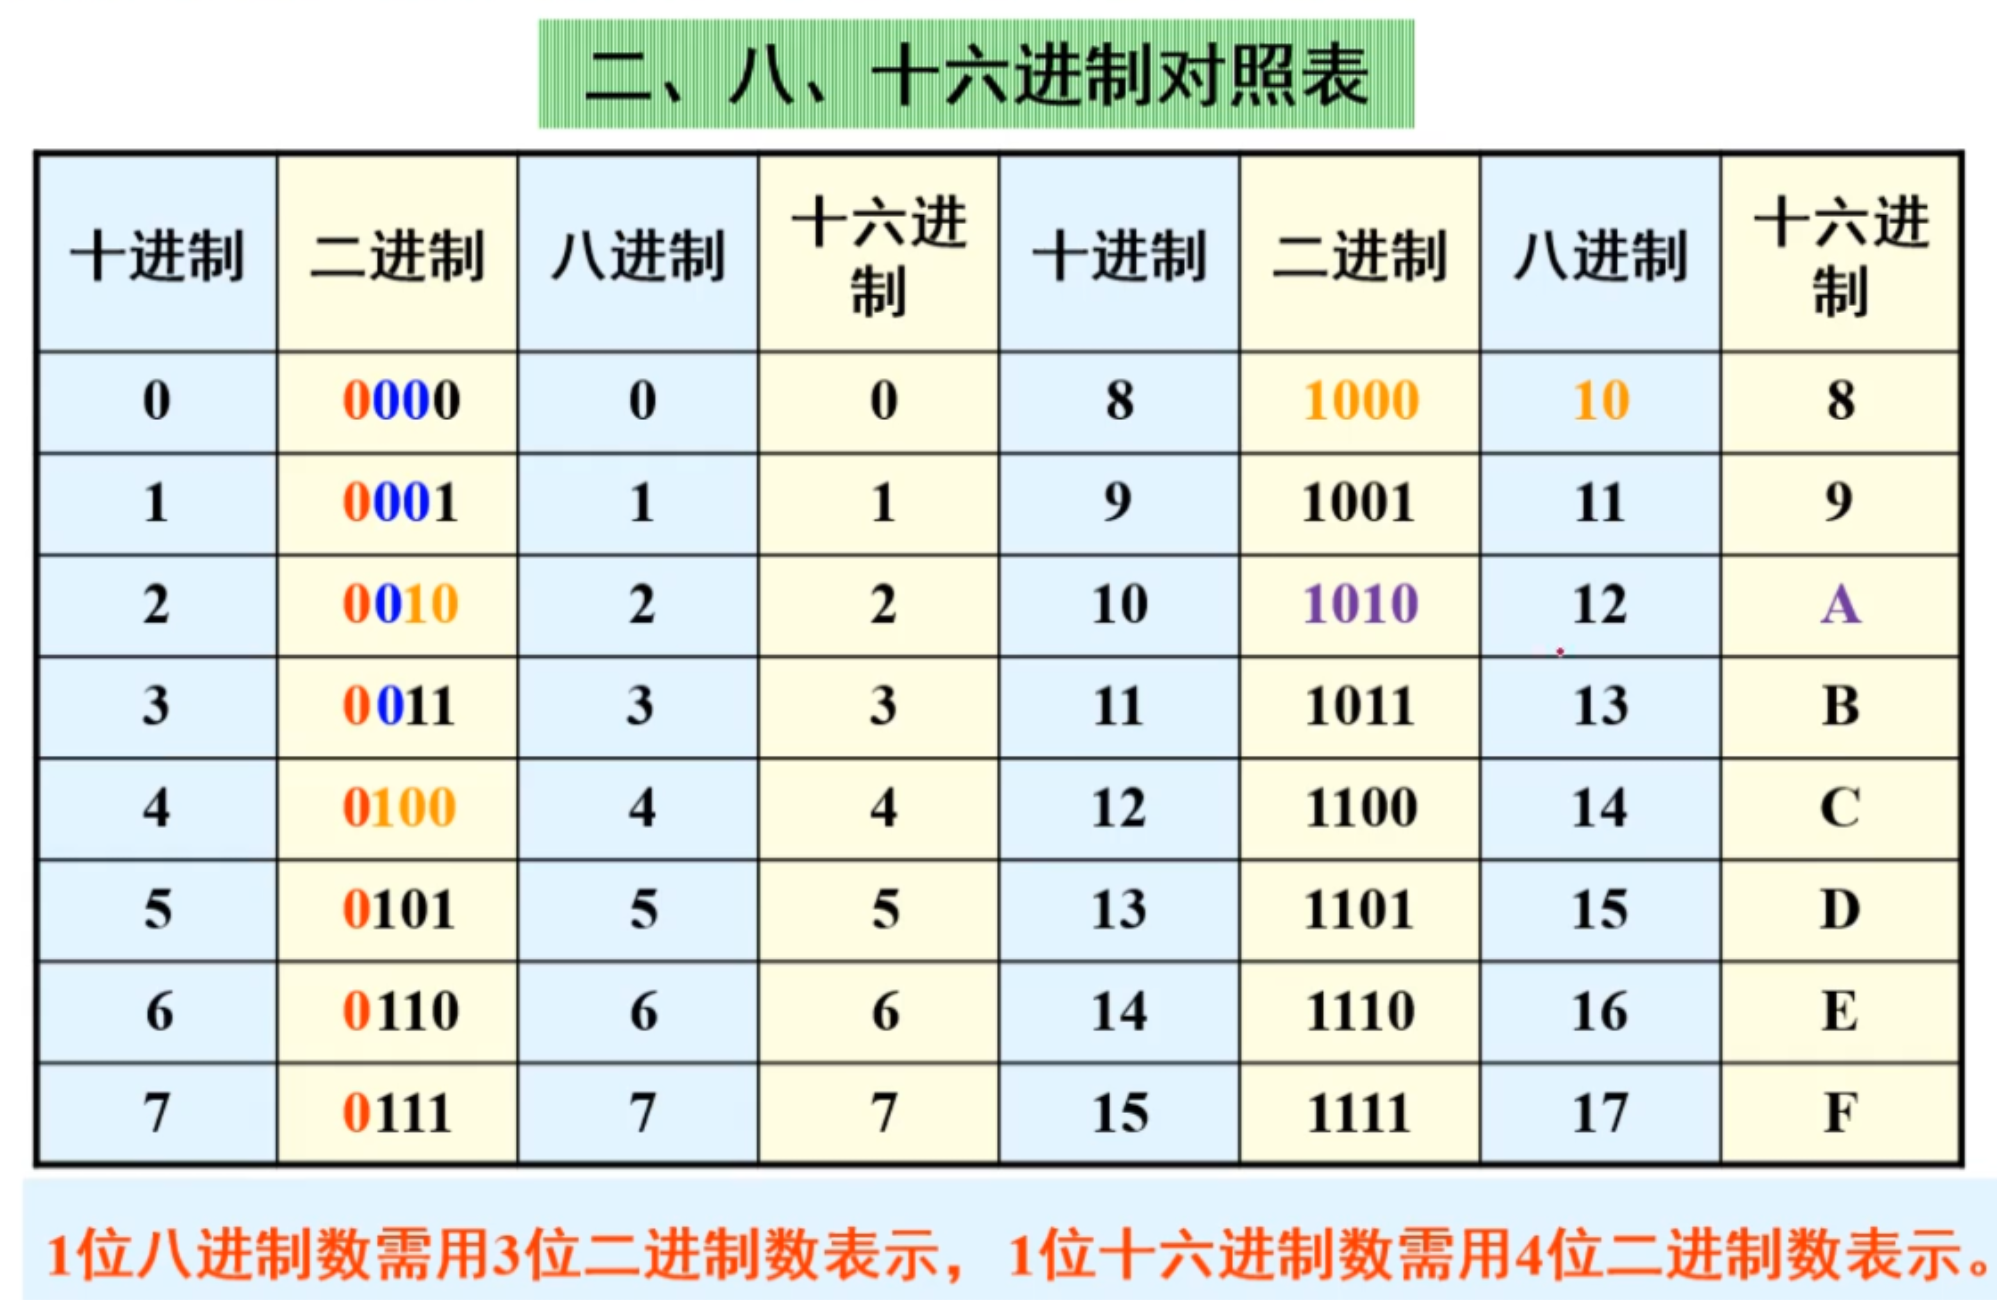 二、八、十六进制对照表
十进制 二进制 八进制 十六进制 十进制 二进制 八进制 十六进制
0 0000 0 0 8 1000 10 8
1 0001 1 1 9 1001 11 9
2 0010 2 2 10 1010 12 A
3 0011 3 3 11 1011 13 B
4 0100 4 4 12 1100 14 C
5 0101 5 5 13 1101 15 D
6 0110 6 6 14 1110 16 E
7 0111 7 7 15 1111 17 F
1位八进制数需用3位二进制数表示，1位十六进制数需用4位二进制数表示。